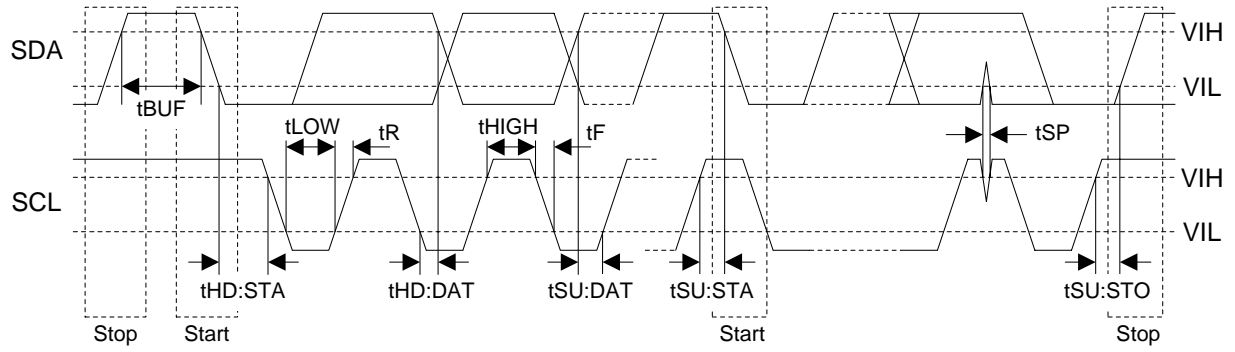 SDA
VIH
VIL
tBUF
tLOW
tR
tHIGH
tF
tSP
SCL
VIH
VIL
tHD:STA
tHD:DAT
tSU:DAT
tSU:STA
tSU:STO
Stop
Start
Start
Stop